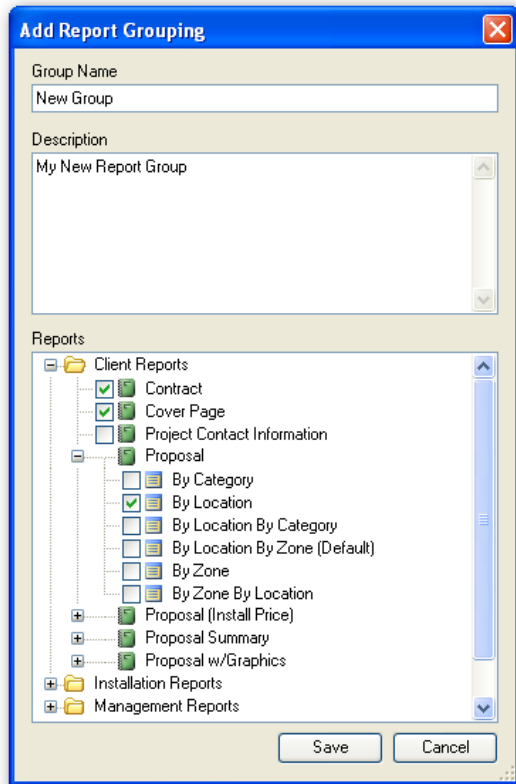 Add Report Grouping
Group Name
New Group
Description
My New Report Group
Reports
Client Reports
Contract
Cover Page
Project Contact Information
Proposal
By Category
By Location
By Location By Category
By Location By Zone (Default)
By Zone
By Zone By Location
Proposal (Install Price)
Proposal Summary
Proposal w/Graphics
Installation Reports
Management Reports
Save Cancel